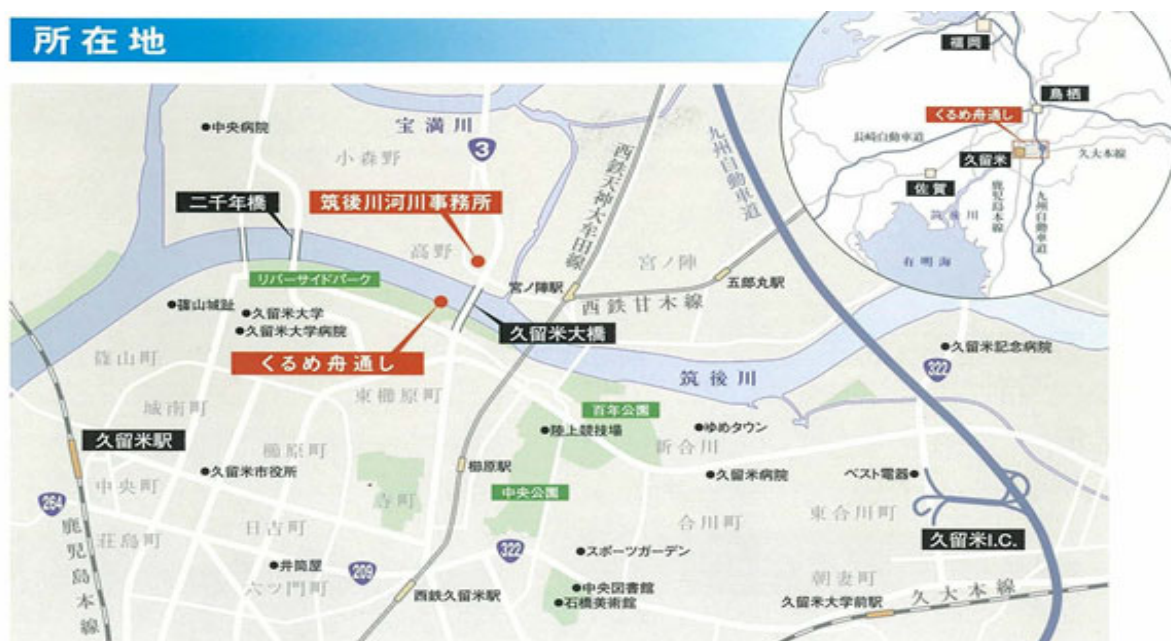 所在地
福岡
鳥栖
くるめ舟通し
長崎自動車道
久留米
久大本線
佐賀
筑後川
鹿児島本線
九州自動車道
有明海
中央病院
宝満川
3
小森野
西鉄天神大牟田線
九州自動車道
二千年橋
筑後川河川事務所
高野
宮ノ陣
リバーサイドパーク
宮ノ陣駅
五郎丸駅
西鉄甘木線
篠山城趾
久留米大学
久留米大学病院
久留米大橋
久留米記念病院
くるめ舟通し
322
篠山町
筑後川
東櫛原町
城南町
百年公園
陸上競技場
ゆめタウン
久留米駅
櫛原町
新合川
久留米市役所
櫛原駅
久留米病院
ベスト電器
中央町
中央公園
寺町
264
日吉町
合川町
東合川町
荘島町
322
久留米I.C.
スポーツガーデン
鹿児島本線
井筒屋
209
六ツ門町
西鉄久留米駅
中央図書館
石橋美術館
朝妻町
久留米大学前駅
久大本線